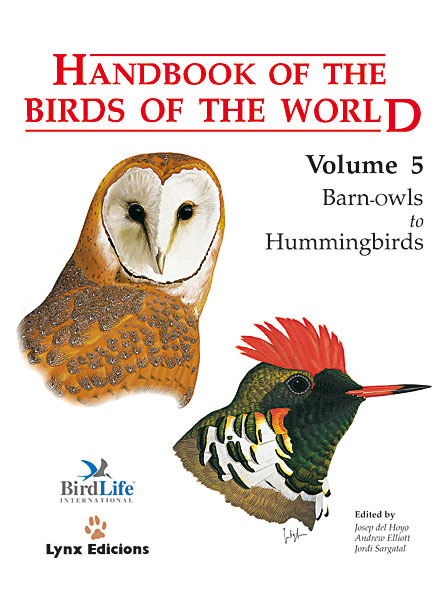 HANDBOOK OF THE
BIRDS OF THE WORLD
Volume 5
Barn-owls
to
Hummingbirds
BirdLife
INTERNATIONAL
Lynx Edicions
Edited by
Josep del Hoyo
Andrew Elliott
Jordi Sargatal